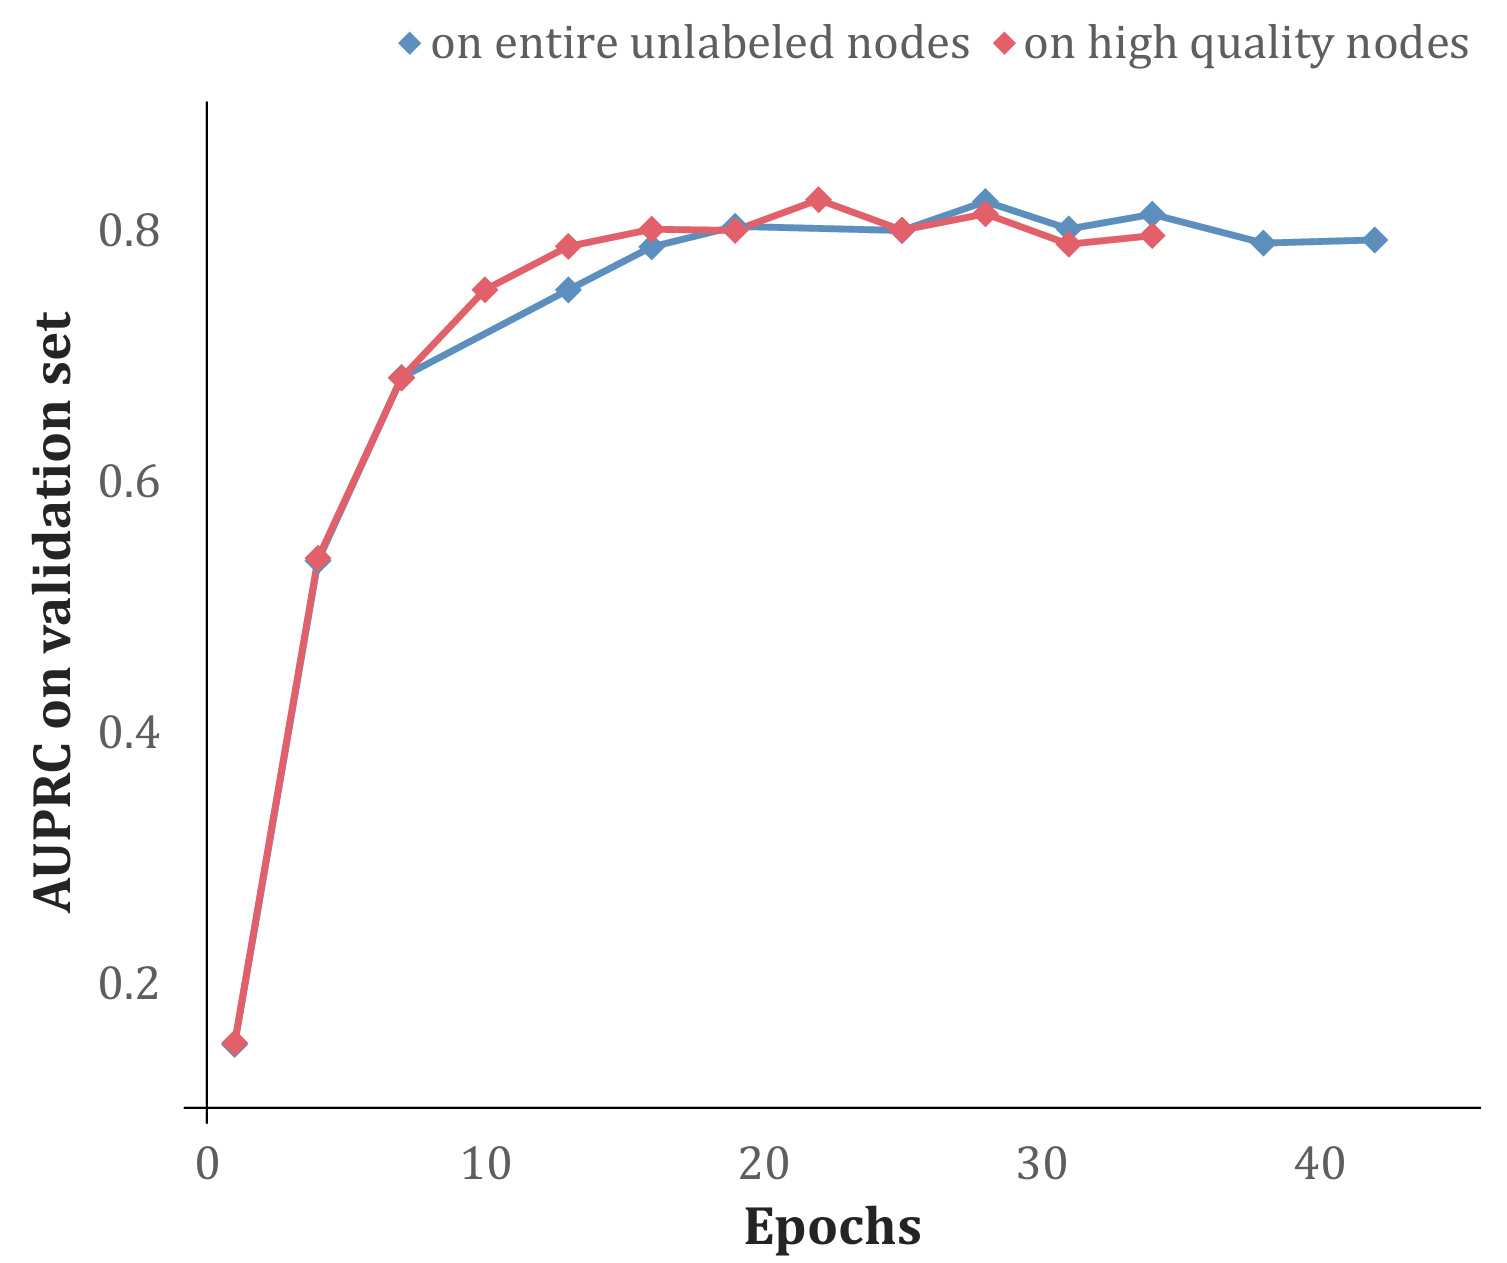 on entire unlabeled nodes on high quality nodes
AUPRC on validation set
0.8
0.6
0.4
0.2
0 10 20 30 40
Epochs